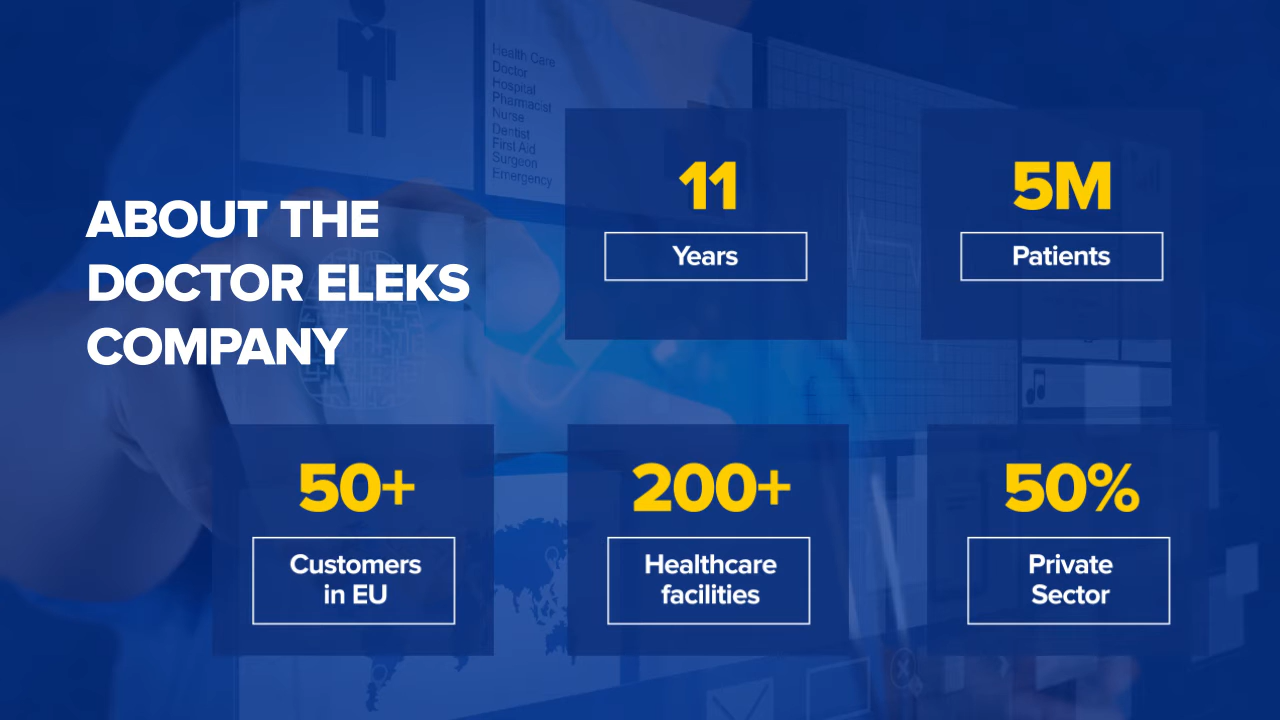 Health Care
Doctor
Hospital
Pharmacist
Nurse
Dentist
First Aid
Surgeon
Emergency
ABOUT THE
DOCTOR ELEKS
COMPANY
11
Years
5M
Patients
50+
Customers
in EU
200+
Healthcare
facilities
50%
Private
Sector